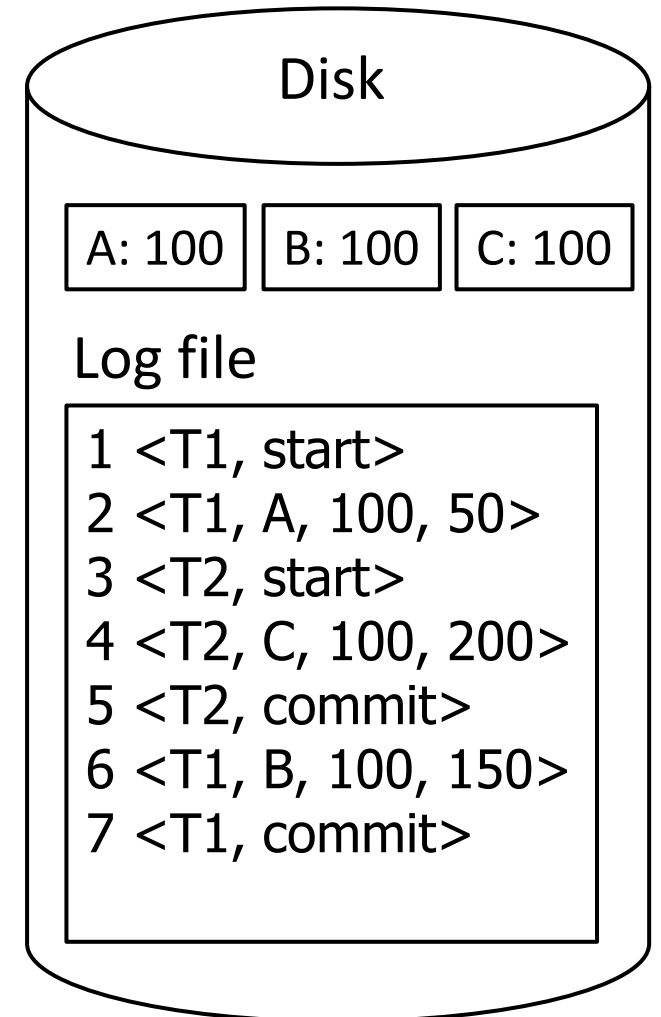 Disk
A: 100 B: 100 C: 100
Log file
1 <T1, start>
2 <T1, A, 100, 50>
3 <T2, start>
4 <T2, C, 100, 200>
5 <T2, commit>
6 <T1, B, 100, 150>
7 <T1, commit>